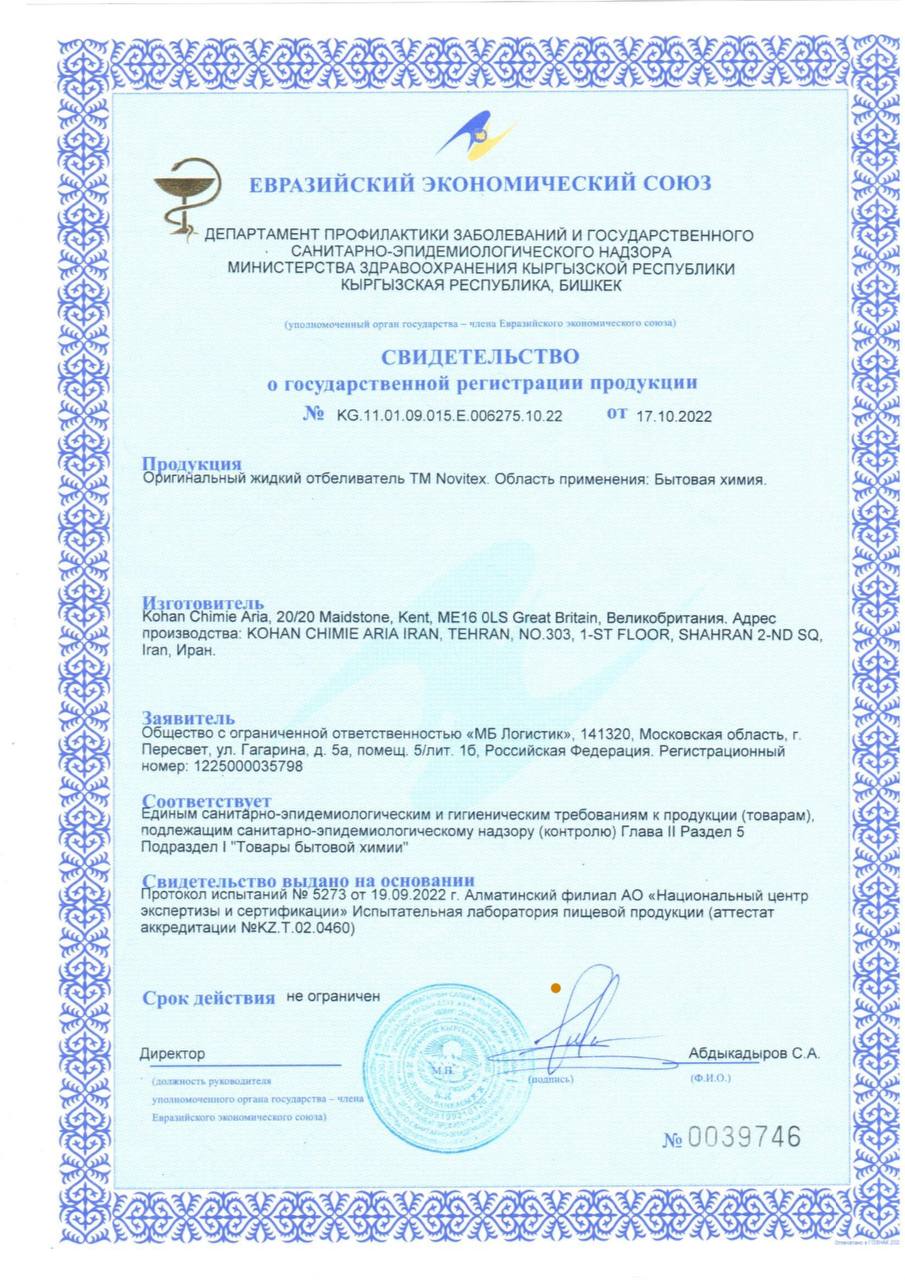 ЕВРАЗИЙСКИЙ ЭКОНОМИЧЕСКИЙ СОЮЗ
ДЕПАРТАМЕНТ ПРОФИЛАКТИКИ ЗАБОЛЕВАНИЙ И ГОСУДАРСТВЕННОГО
САНИТАРНО-ЭПИДЕМИОЛОГИЧЕСКОГО НАДЗОРА
МИНИСТЕРСТВА ЗДРАВООХРАНЕНИЯ КЫРГЫЗСКОЙ РЕСПУБЛИКИ
КЫРГЫЗСКАЯ РЕСПУБЛИКА, БИШКЕК
(уполномоченный орган государства – члена Евразийского экономического союза)
СВИДЕТЕЛЬСТВО
о государственной регистрации продукции
№ KG.11.01.09.015.E.006275.10.22 от 17.10.2022
Продукция
Оригинальный жидкий отбеливатель ТМ Novitex. Область применения: Бытовая химия.
Изготовитель
Kohan Chimie Aria, 20/20 Maidstone, Kent, ME16 0LS Great Britain, Великобритания. Адрес
производства: KOHAN CHIMIE ARIA IRAN, TEHRAN, NO.303, 1-ST FLOOR, SHAHRAN 2-ND SQ,
Iran, Иран.
Заявитель
Общество с ограниченной ответственностью «МБ Логистик», 141320, Московская область, г.
Пересвет, ул. Гагарина, д. 5а, помещ. 5/лит. 1б, Российская Федерация. Регистрационный
номер: 1225000035798
Соответствует
Единым санитарно-эпидемиологическим и гигиеническим требованиям к продукции (товарам),
подлежащим санитарно-эпидемиологическому надзору (контролю) Глава II Раздел 5
Подраздел I "Товары бытовой химии"
Свидетельство выдано на основании
Протокол испытаний № 5273 от 19.09.2022 г. Алматинский филиал АО «Национальный центр
экспертизы и сертификации» Испытательная лаборатория пищевой продукции (аттестат
аккредитации №KZ.T.02.0460)
Срок действия не ограничен
Директор
Абдыкадыров С.А.
(должность руководителя
уполномоченного органа государства – члена
Евразийского экономического союза)
М.П.
(подпись)
(Ф.И.О.)
№ 0039746